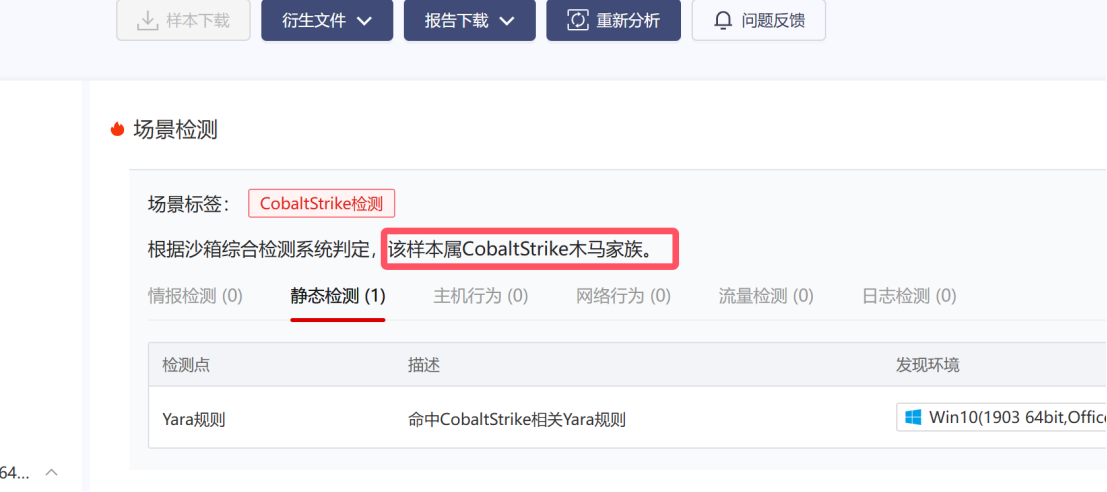 样本下载 衍生文件 报告下载 重新分析 问题反馈
场景检测
场景标签： CobaltStrike检测
根据沙箱综合检测系统判定，该样本属CobaltStrike木马家族。
情报检测 (0) 静态检测 (1) 主机行为 (0) 网络行为 (0) 流量检测 (0) 日志检测 (0)
检测点 描述 发现环境
Yara规则 命中CobaltStrike相关Yara规则 Win10(1903 64bit,Office
64...